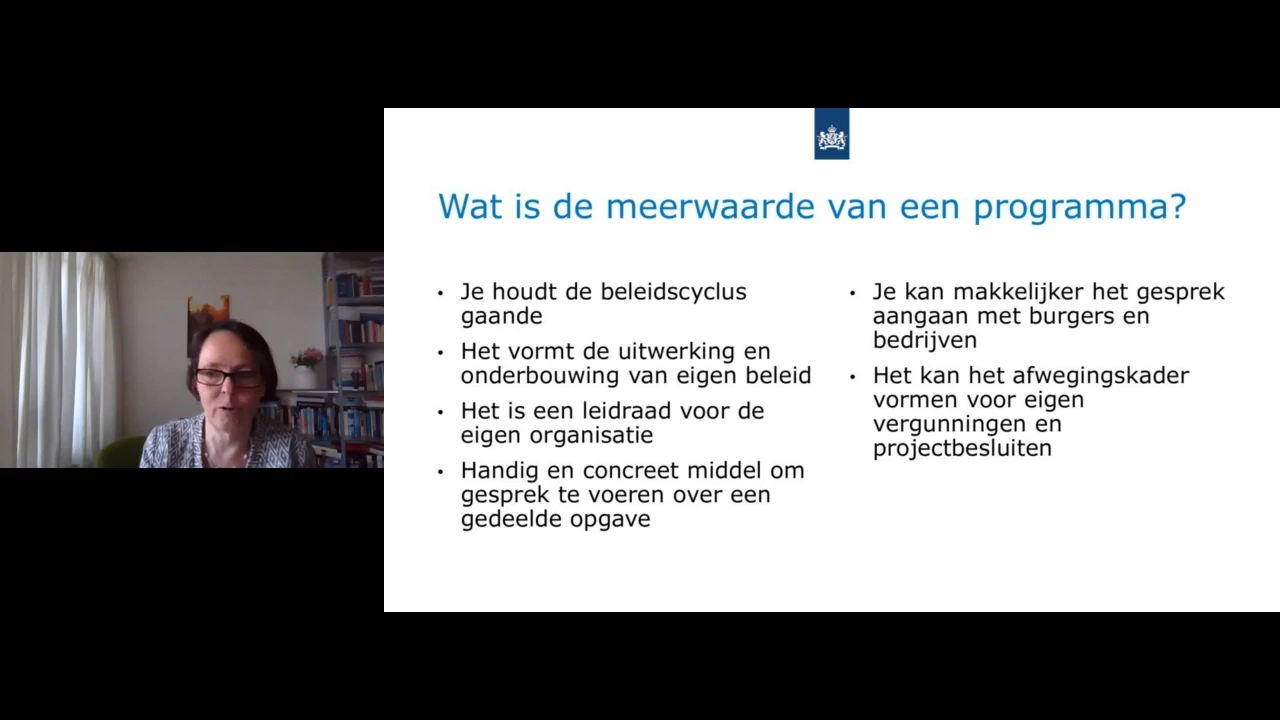 Wat is de meerwaarde van een programma?
• Je houdt de beleidscyclus
gaande
• Het vormt de uitwerking en
onderbouwing van eigen beleid
• Het is een leidraad voor de
eigen organisatie
• Handig en concreet middel om
gesprek te voeren over een
gedeelde opgave
• Je kan makkelijker het gesprek
aangaan met burgers en
bedrijven
• Het kan het afwegingskader
vormen voor eigen
vergunningen en
projectbesluiten